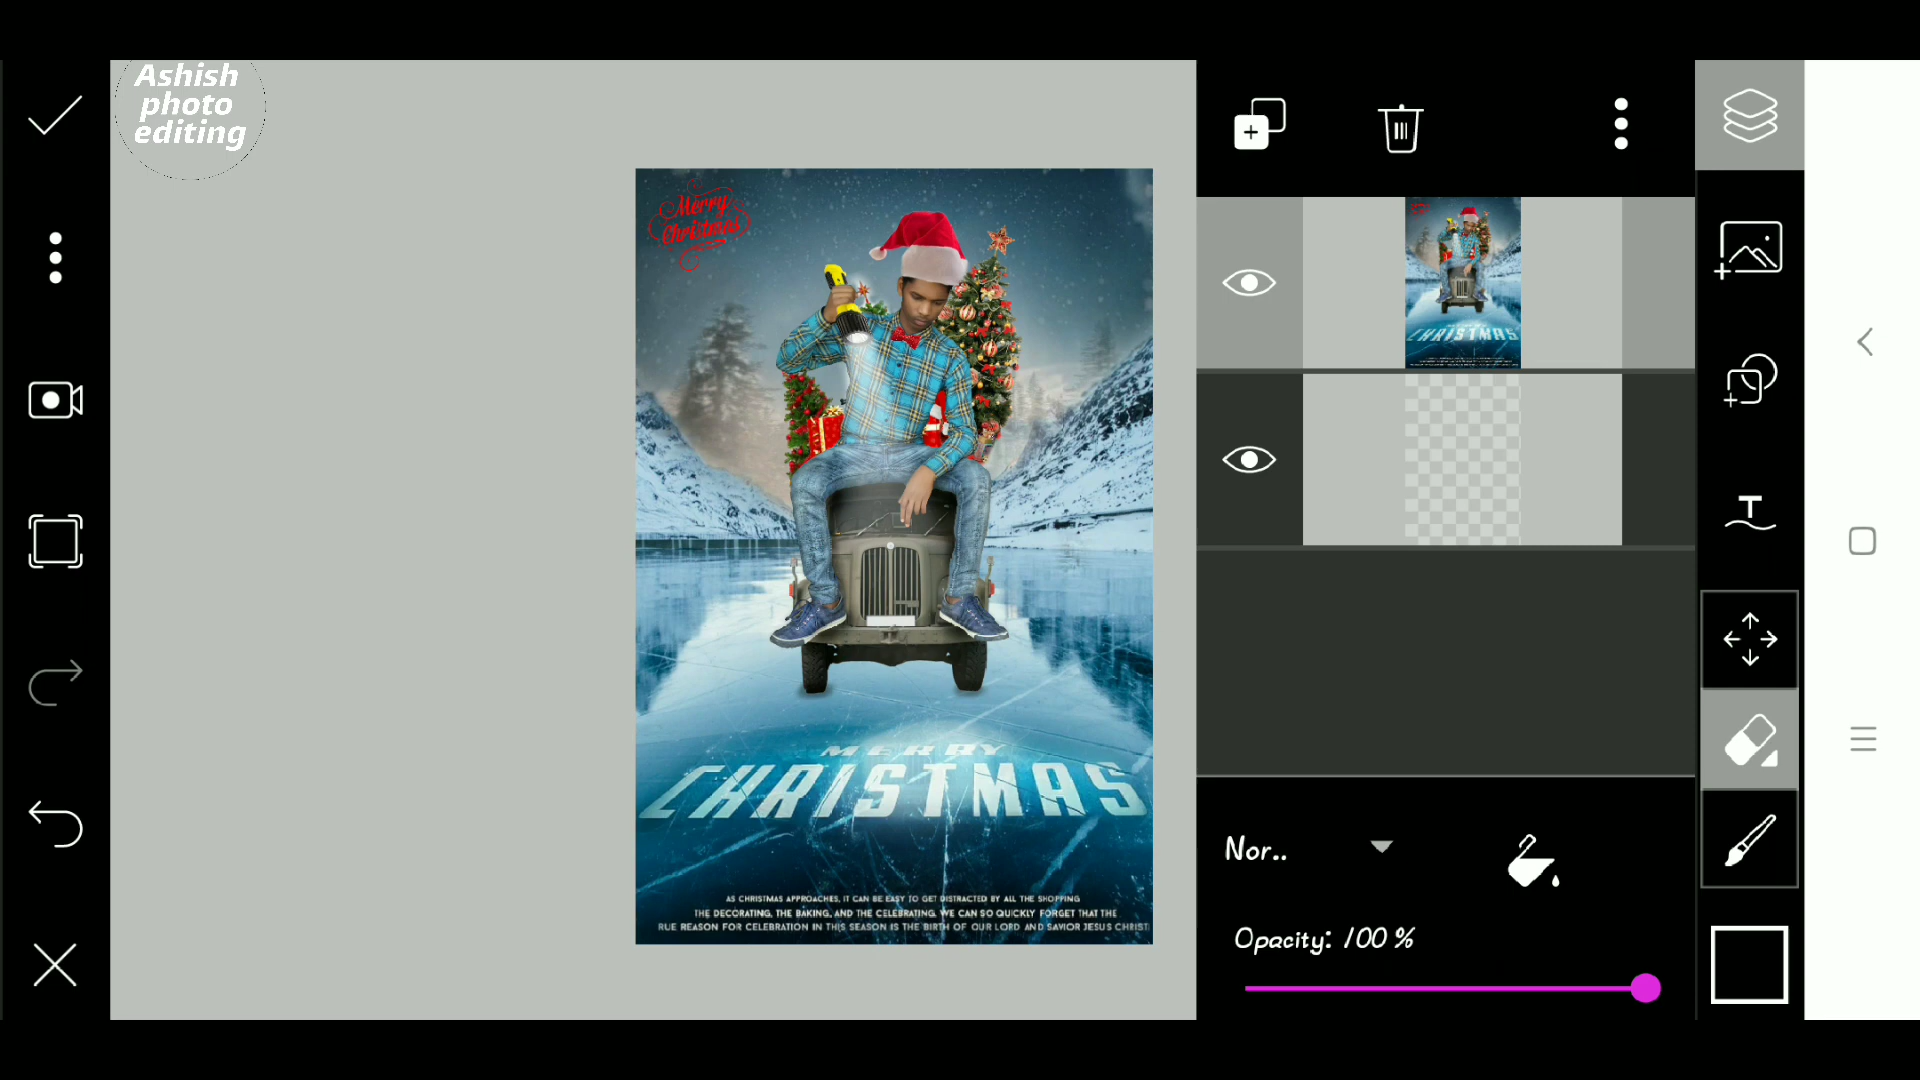 Ashish
photo
editing
Merry
Christmas
MERRY
CHRISTMAS
AS CHRISTMAS APPROACHES, IT CAN BE EASY TO GET DISTRACTED BY ALL THE SHOPPING
THE DECORATING, THE BAKING, AND THE CELEBRATING. WE CAN SO QUICKLY FORGET THAT THE
RUE REASON FOR CELEBRATION IN THIS SEASON IS THE BIRTH OF OUR LORD AND SAVIOR JESUS CHRIST
CHRISTMAS
T
Nor..
Opacity: 100 %